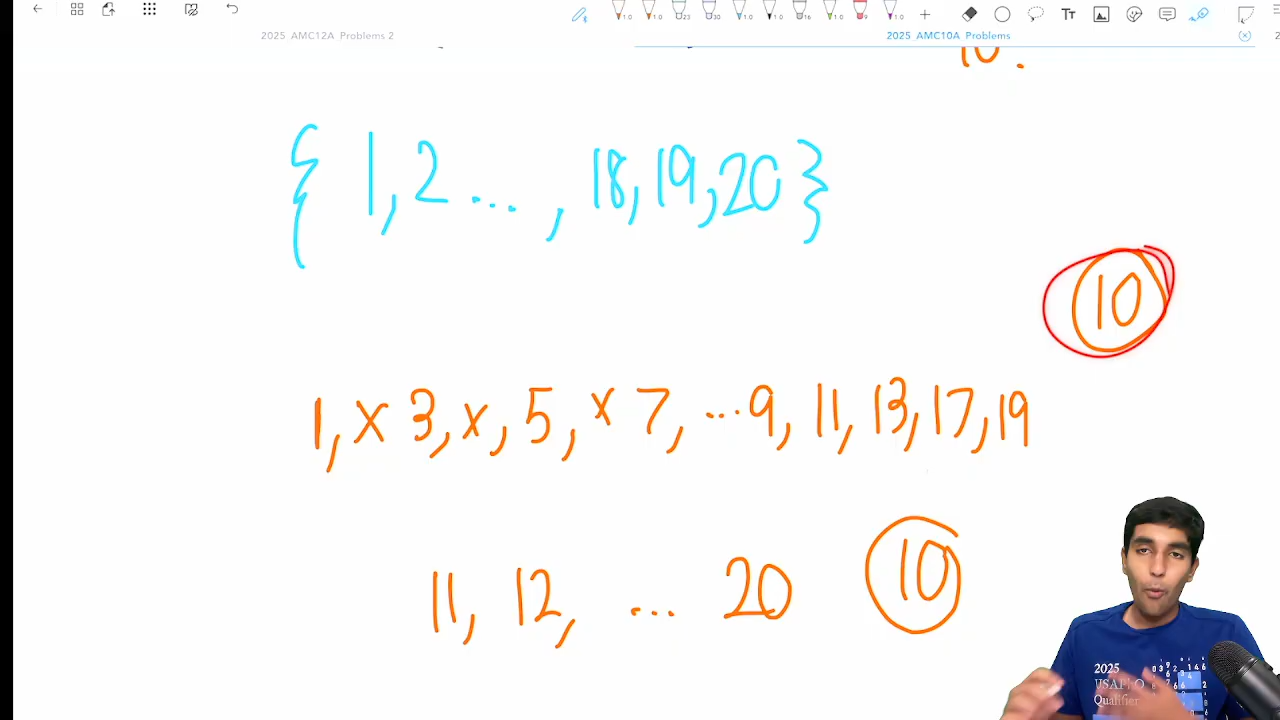 2025 AMC12A Problems 2
2025 AMC10A Problems
10.
{ 1, 2 ... , 18, 19, 20 }
10
1, x 3, x, 5, x 7, ... 9, 11, 13, 17, 19
11, 12, ... 20
10
2025
USAPhO
Qualifier